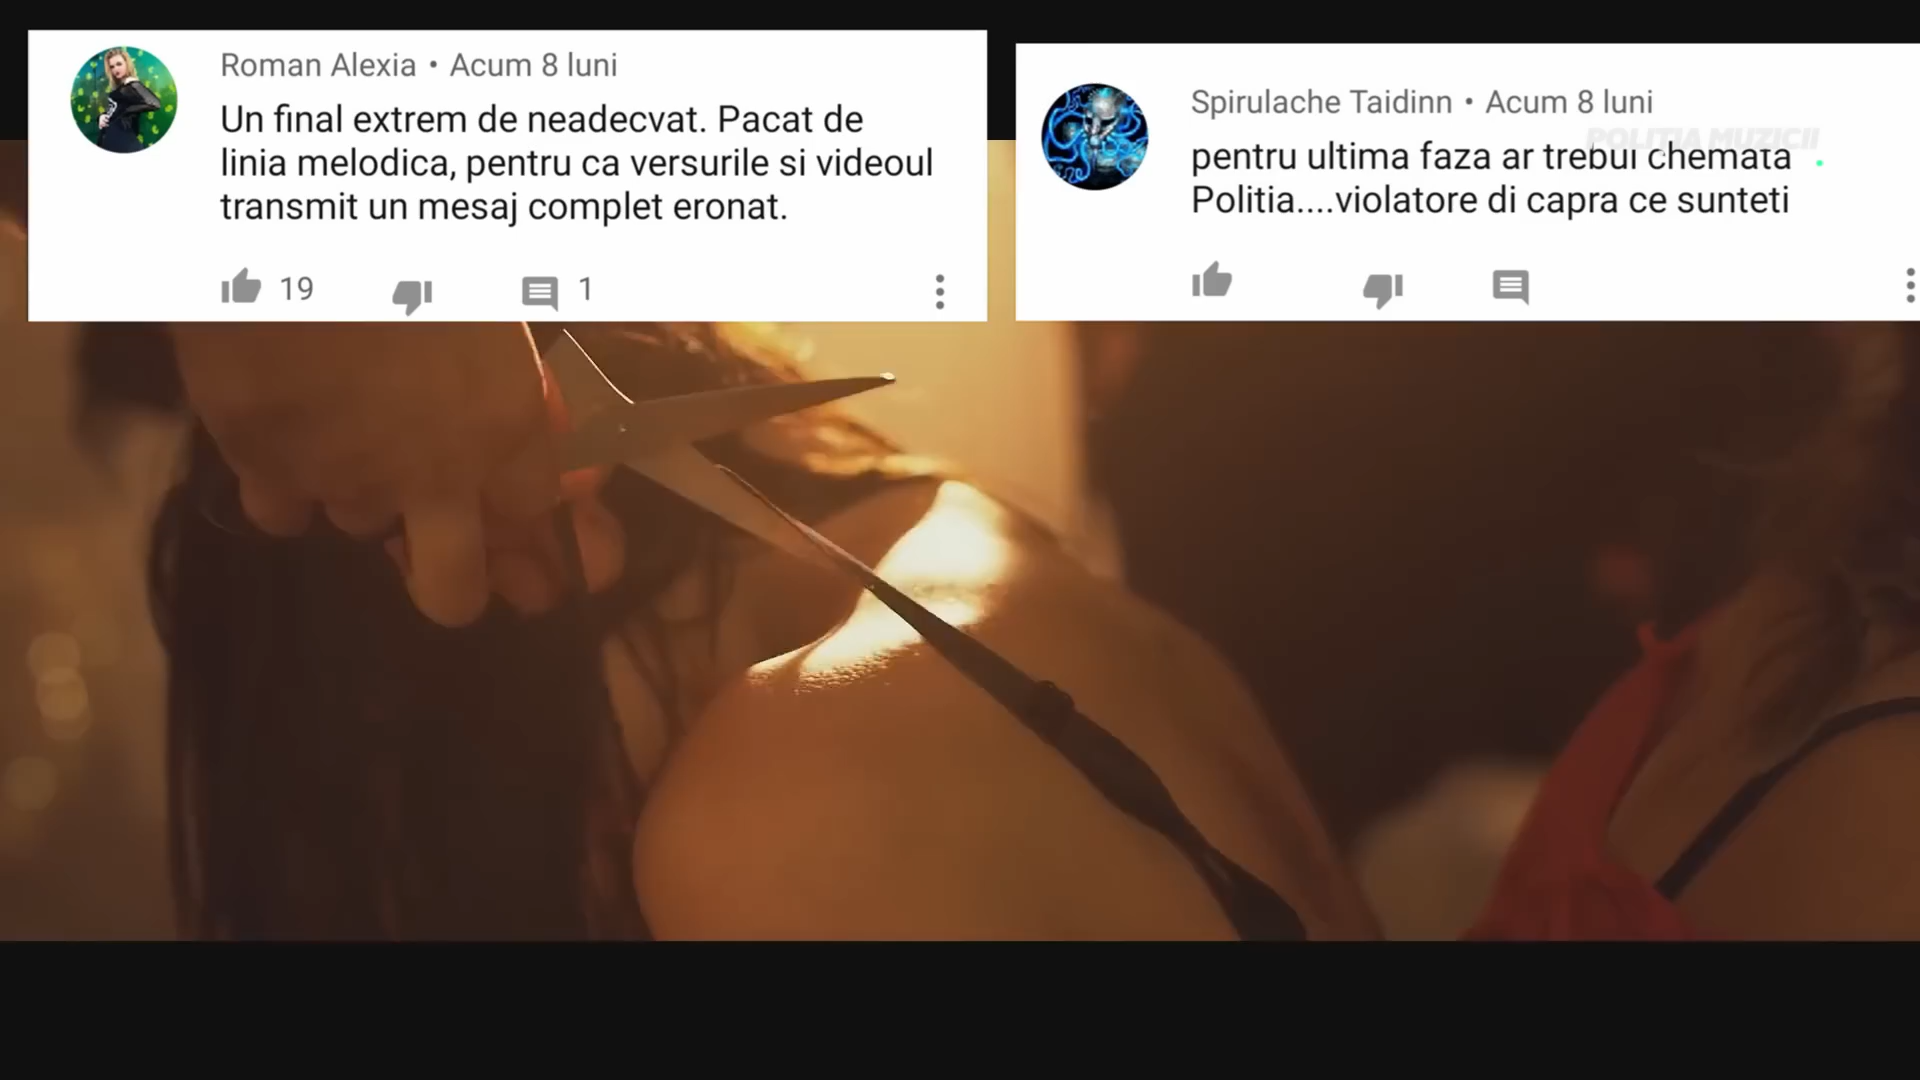 Roman Alexia • Acum 8 luni
Un final extrem de neadecvat. Pacat de
linia melodica, pentru ca versurile si videoul
transmit un mesaj complet eronat.
19
1
Spirulache Taidinn • Acum 8 luni
POLITIA MUZICII
pentru ultima faza ar trebui chemata
Politia....violatore di capra ce sunteti